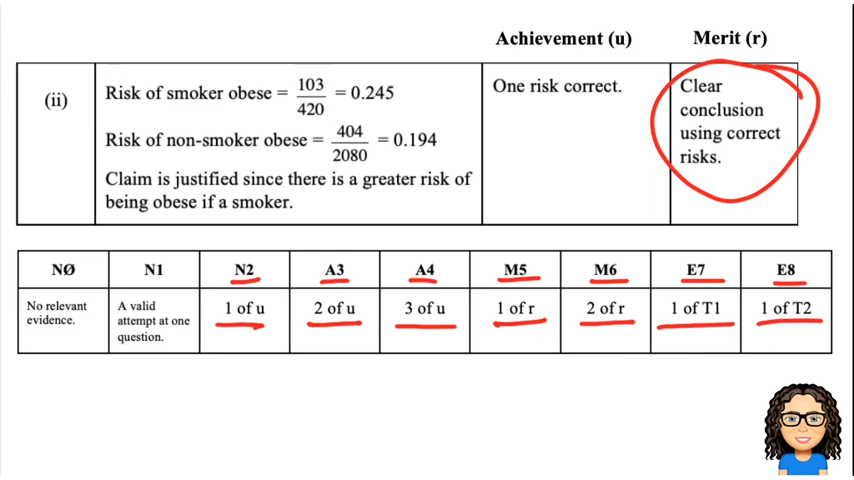 Achievement (u) Merit (r)
(ii)
Risk of smoker obese = 103/420 = 0.245
Risk of non-smoker obese = 404/2080 = 0.194
Claim is justified since there is a greater risk of
being obese if a smoker.
One risk correct.
Clear
conclusion
using correct
risks.
NØ N1 N2 A3 A4 M5 M6 E7 E8
No relevant
evidence.
A valid
attempt at one
question.
1 of u
2 of u
3 of u
1 of r
2 of r
1 of T1
1 of T2